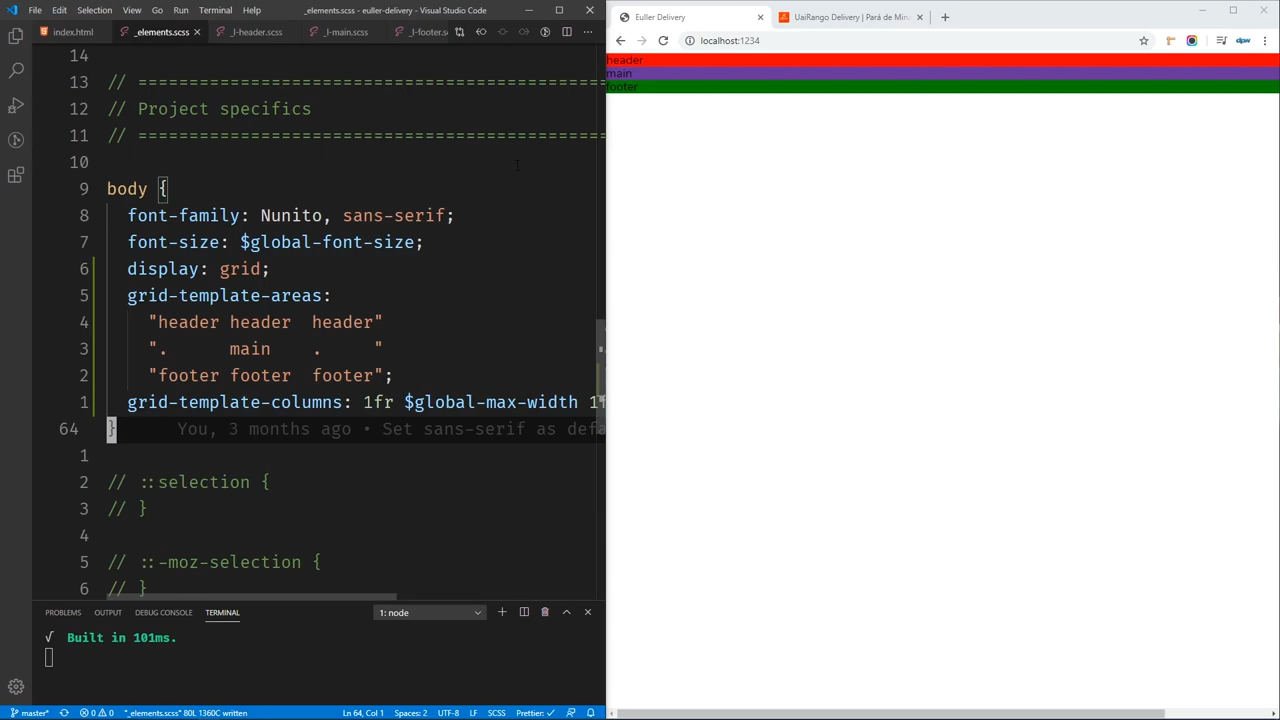 File Edit Selection View Go Run Terminal Help _elements.scss - euller-delivery - Visual Studio Code
index.html _elements.scss _l-header.scss _l-main.scss _l-footer.sc
14
13 // ==============================================
12 // Project specifics
11 // ==============================================
10
9 body {
8 font-family: Nunito, sans-serif;
7 font-size: $global-font-size;
6 display: grid;
5 grid-template-areas:
4 "header header  header"
3 ".      main    .     "
2 "footer footer  footer";
1 grid-template-columns: 1fr $global-max-width 1f
64 } You, 3 months ago • Set sans-serif as defa
1
2 // ::selection {
3 // }
4
5 // ::-moz-selection {
6 // }
PROBLEMS OUTPUT DEBUG CONSOLE TERMINAL 1: node
√ Built in 101ms.
master* 0 0 "_elements.scss" 80L 1360C written Ln 64, Col 1 Spaces: 2 UTF-8 LF SCSS Prettier: ✓
Euller Delivery UaiRango Delivery | Pará de Min
localhost:1234 dpw
header
main
footer